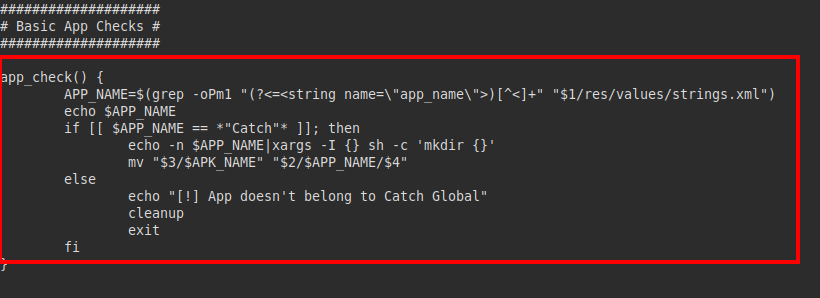 ####################
# Basic App Checks #
####################
app_check() {
        APP_NAME=$(grep -oPm1 "(?<=<string name=\"app_name\">)[^<]+" "$1/res/values/strings.xml")
        echo $APP_NAME
        if [[ $APP_NAME == *"Catch"* ]]; then
                echo -n $APP_NAME|xargs -I {} sh -c 'mkdir {}'
                mv "$3/$APK_NAME" "$2/$APP_NAME/$4"
        else
                echo "[!] App doesn't belong to Catch Global"
                cleanup
                exit
        fi
}